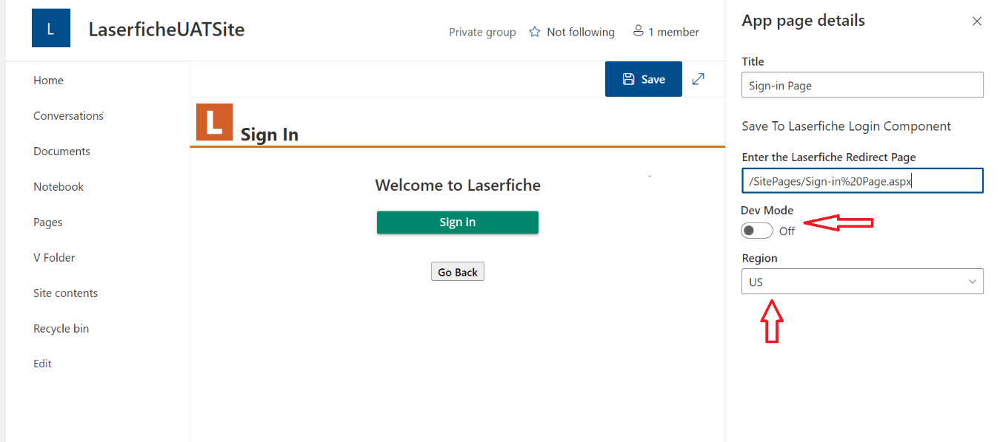 L
LaserficheUATSite
Private group
Not following
1 member
Home
Conversations
Documents
Notebook
Pages
V Folder
Site contents
Recycle bin
Edit
Save
L
Sign In
Welcome to Laserfiche
Sign in
Go Back
App page details
Title
Sign-in Page
Save To Laserfiche Login Component
Enter the Laserfiche Redirect Page
/SitePages/Sign-in%20Page.aspx
Dev Mode
Off
Region
US